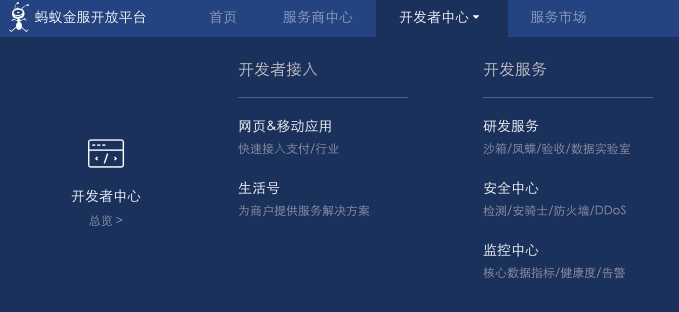 蚂蚁金服开放平台 首页 服务商中心 开发者中心 服务市场
开发者中心
总览 >
开发者接入
网页&移动应用
快速接入支付/行业
生活号
为商户提供服务解决方案
开发服务
研发服务
沙箱/凤蝶/验收/数据实验室
安全中心
检测/安骑士/防火墙/DDoS
监控中心
核心数据指标/健康度/告警